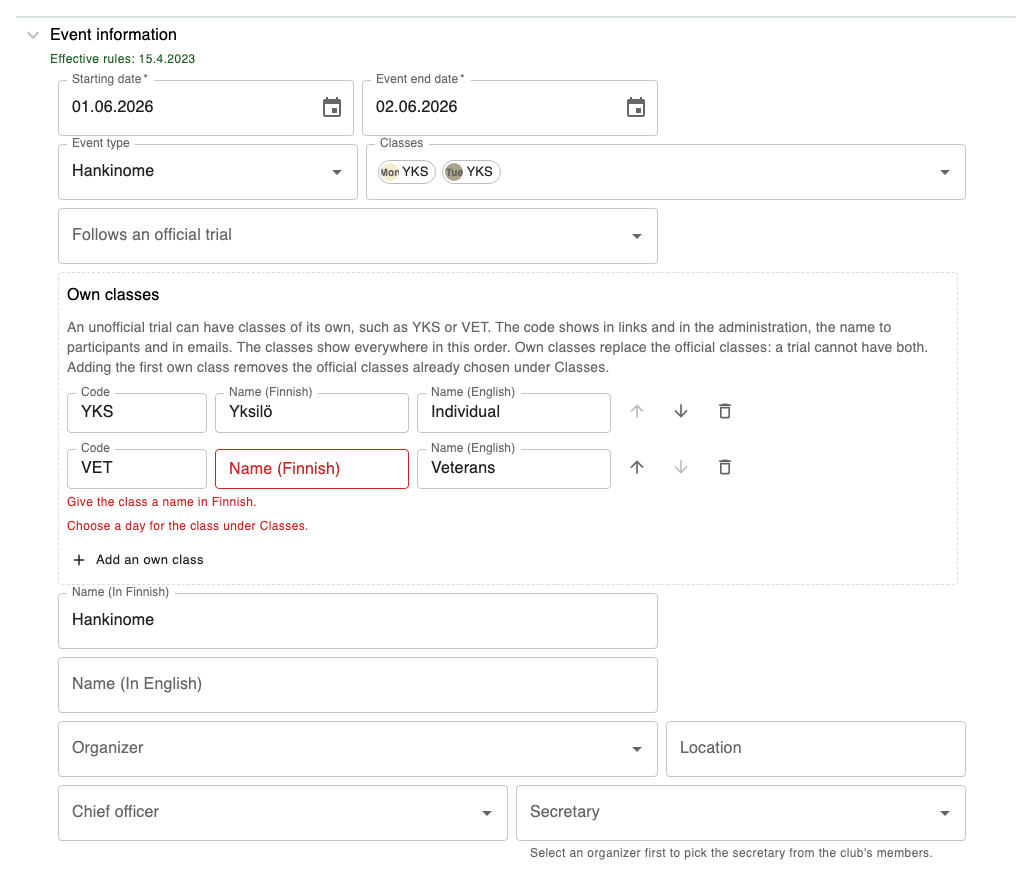 Event information
Effective rules: 15.4.2023
Starting date* Event end date*
01.06.2026 02.06.2026
Event type Classes
Hankinome Mon YKS Tue YKS
Follows an official trial
Own classes
An unofficial trial can have classes of its own, such as YKS or VET. The code shows in links and in the administration, the name to
participants and in emails. The classes show everywhere in this order. Own classes replace the official classes: a trial cannot have both.
Adding the first own class removes the official classes already chosen under Classes.
Code Name (Finnish) Name (English)
YKS Yksilö Individual
Code Name (English)
VET Name (Finnish) Veterans
Give the class a name in Finnish.
Choose a day for the class under Classes.
+ Add an own class
Name (In Finnish)
Hankinome
Name (In English)
Organizer Location
Chief officer Secretary
Select an organizer first to pick the secretary from the club's members.